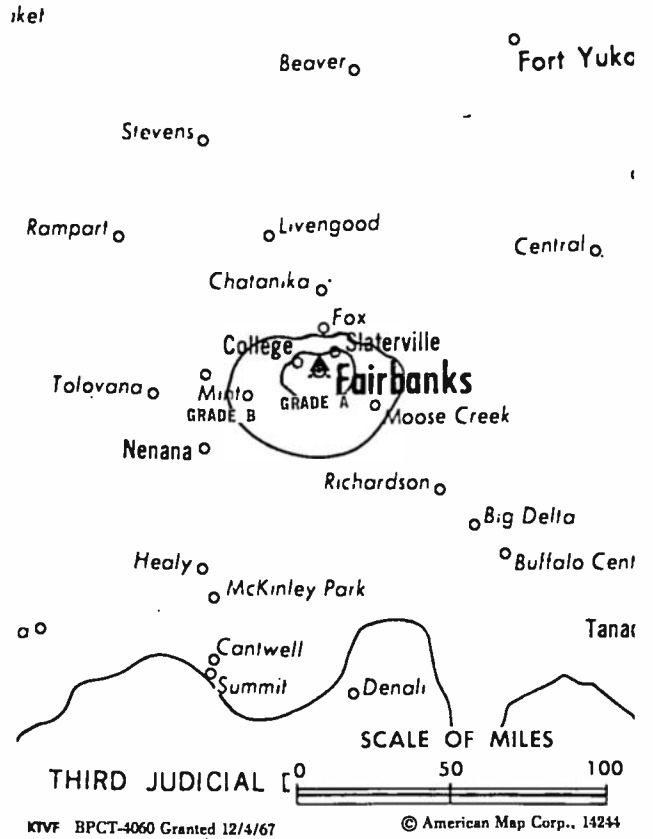 ıket
Beaver
Fort Yuko
Stevens
Rampart
Livengood
Central
Chatanika
Fox
College
Slaterville
Fairbanks
Tolovana
Minto
GRADE B
GRADE A
Moose Creek
Nenana
Richardson
Big Delta
Healy
Buffalo Cent
McKinley Park
a
Tanac
Cantwell
Summit
Denali
SCALE OF MILES
THIRD JUDICIAL D
0 50 100
KTVF BPCT-4060 Granted 12/4/67
© American Map Corp., 14244